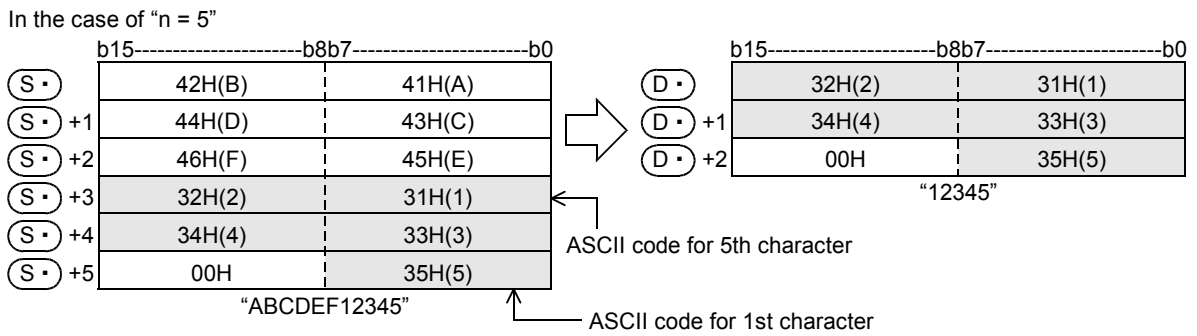 In the case of “n = 5”
b15----------------------b8b7-----------------------b0
S・ 42H(B) 41H(A)
S・ +1 44H(D) 43H(C)
S・ +2 46H(F) 45H(E)
S・ +3 32H(2) 31H(1)
S・ +4 34H(4) 33H(3)
S・ +5 00H 35H(5)
“ABCDEF12345”
b15----------------------b8b7-----------------------b0
D・ 32H(2) 31H(1)
D・ +1 34H(4) 33H(3)
D・ +2 00H 35H(5)
“12345”
ASCII code for 5th character
ASCII code for 1st character